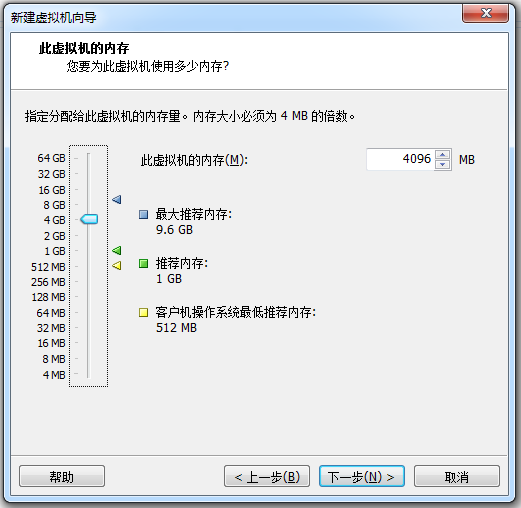 新建虚拟机向导
此虚拟机的内存
您要为此虚拟机使用多少内存?
指定分配给此虚拟机的内存量。内存大小必须为 4 MB 的倍数。
64 GB
32 GB
16 GB
8 GB
4 GB
2 GB
1 GB
512 MB
256 MB
128 MB
64 MB
32 MB
16 MB
8 MB
4 MB
此虚拟机的内存(M):
4096 MB
最大推荐内存:
9.6 GB
推荐内存:
1 GB
客户机操作系统最低推荐内存:
512 MB
帮助
< 上一步(B)
下一步(N) >
取消